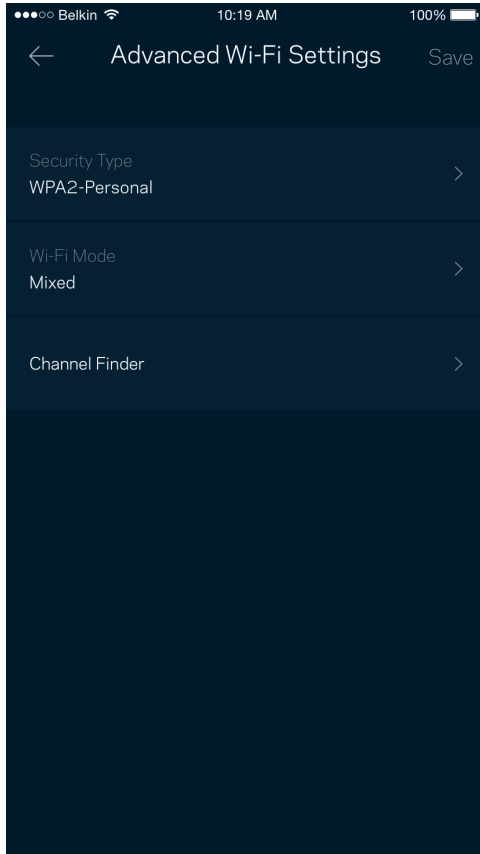 Belkin 10:19 AM 100%
Advanced Wi-Fi Settings Save
Security Type
WPA2-Personal
Wi-Fi Mode
Mixed
Channel Finder